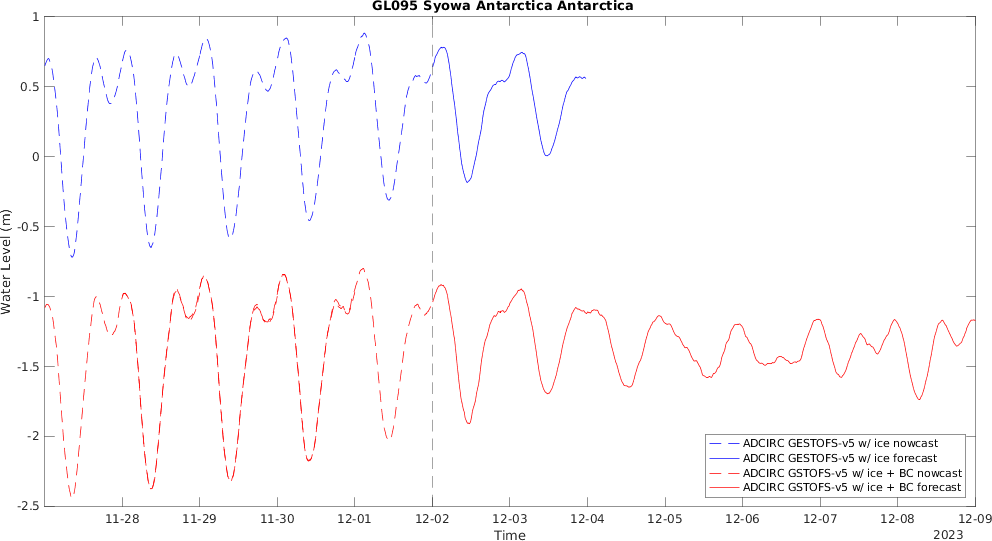 GL095 Syowa Antarctica Antarctica
1
0.5
0
-0.5
-1
-1.5
-2
-2.5
Water Level (m)
ADCIRC GESTOFS-v5 w/ ice nowcast
ADCIRC GESTOFS-v5 w/ ice forecast
ADCIRC GSTOFS-v5 w/ ice + BC nowcast
ADCIRC GSTOFS-v5 w/ ice + BC forecast
11-28 11-29 11-30 12-01 12-02 12-03 12-04 12-05 12-06 12-07 12-08 12-09
Time
2023